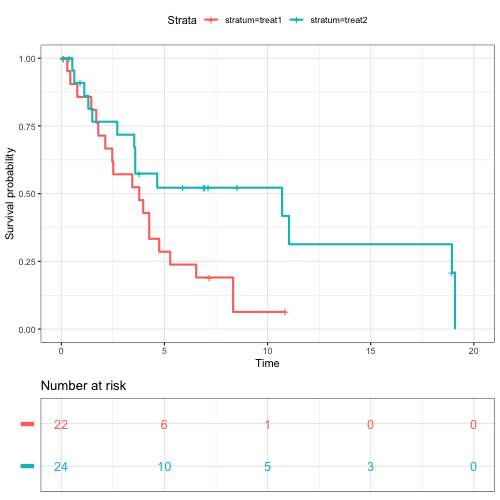 Strata stratum=treat1 stratum=treat2
1.00
0.75
0.50
0.25
0.00
Survival probability
0 5 10 15 20
Time
Number at risk
22 6 1 0 0
24 10 5 3 0